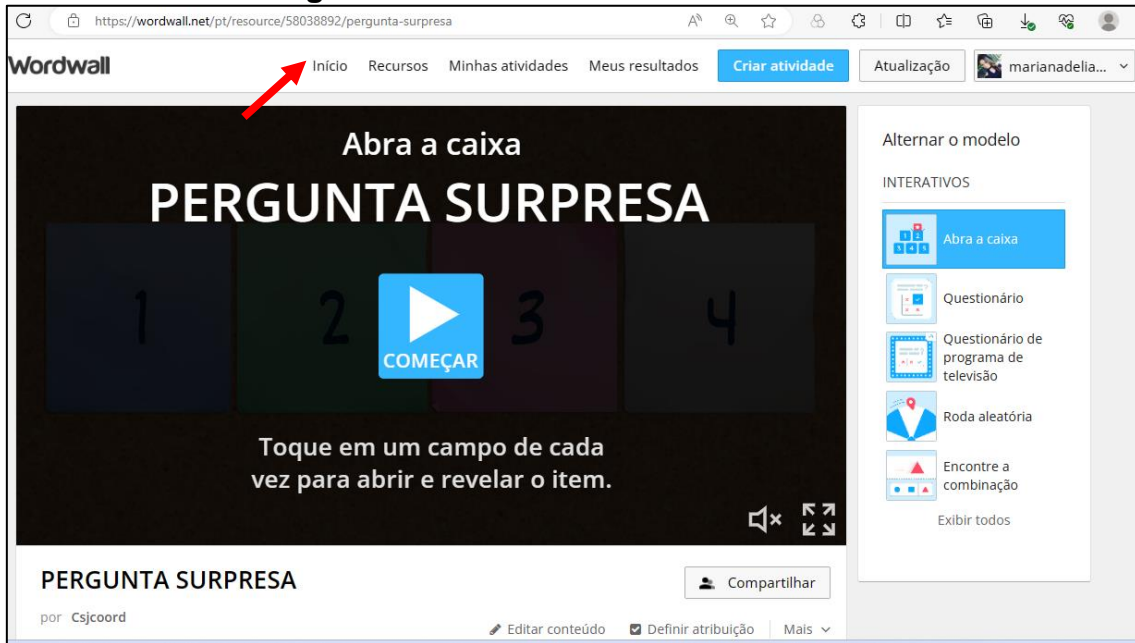 https://wordwall.net/pt/resource/58038892/pergunta-surpresa
Wordwall
Início Recursos Minhas atividades Meus resultados Criar atividade Atualização marianadelia...
Abra a caixa
PERGUNTA SURPRESA
1 2 3 4
COMEÇAR
Toque em um campo de cada
vez para abrir e revelar o item.
Alternar o modelo
INTERATIVOS
Abra a caixa
Questionário
Questionário de
programa de
televisão
Roda aleatória
Encontre a
combinação
Exibir todos
PERGUNTA SURPRESA
Compartilhar
por Csjcoord
Editar conteúdo Definir atribuição Mais